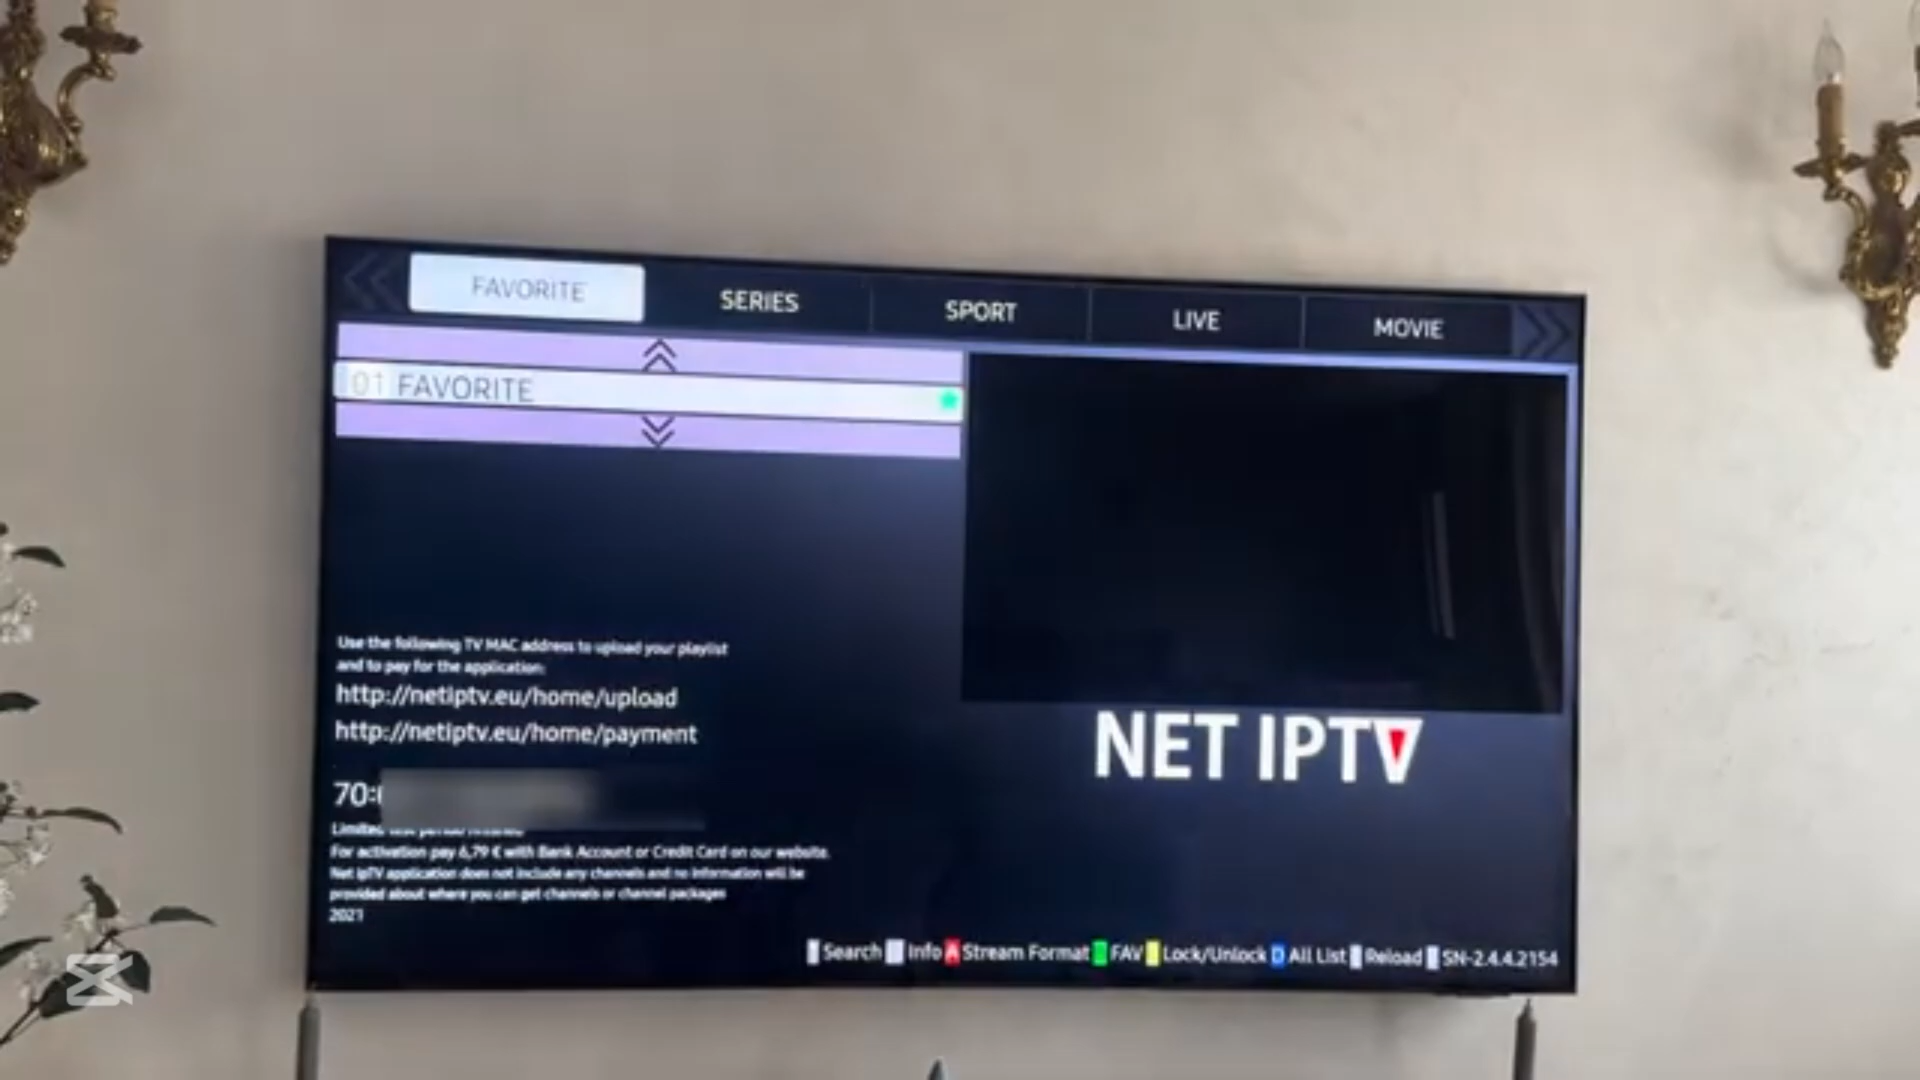 FAVORITE
SERIES
SPORT
LIVE
MOVIE
01 FAVORITE
Use the following TV MAC address to upload your playlist
and to pay for the application:
http://netiptv.eu/home/upload
http://netiptv.eu/home/payment
NET IPTV
70:
Limited test period finished
For activation pay 6,79 € with Bank Account or Credit Card on our website.
Net ipTV application does not include any channels and no information will be
provided about where you can get channels or channel packages
2021
Search Info A Stream Format FAV Lock/Unlock D All List Reload SN-2.4.4.2154